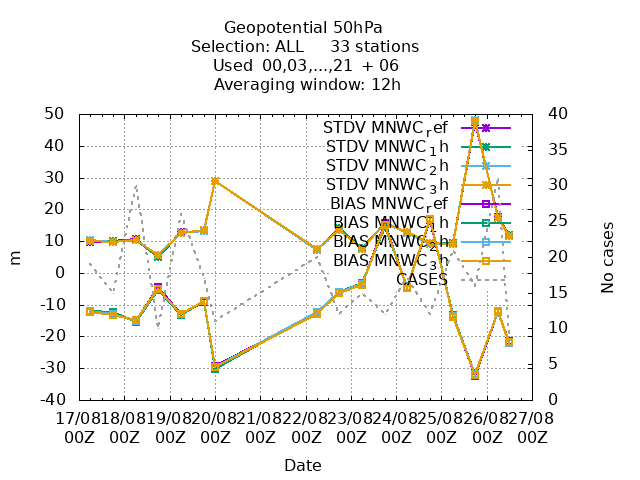 Geopotential 50hPa
Selection: ALL 33 stations
Used 00,03,...,21 + 06
Averaging window: 12h
50 40
40 35
30 30
20 25
10 20
0 15
-10 10
-20 5
-30 0
-40
m
No cases
STDV MNWC_ref
STDV MNWC_1h
STDV MNWC_2h
STDV MNWC_3h
BIAS MNWC_ref
BIAS MNWC_1h
BIAS MNWC_2h
BIAS MNWC_3h
CASES
17/08 18/08 19/08 20/08 21/08 22/08 23/08 24/08 25/08 26/08 27/08
00Z 00Z 00Z 00Z 00Z 00Z 00Z 00Z 00Z 00Z 00Z
Date